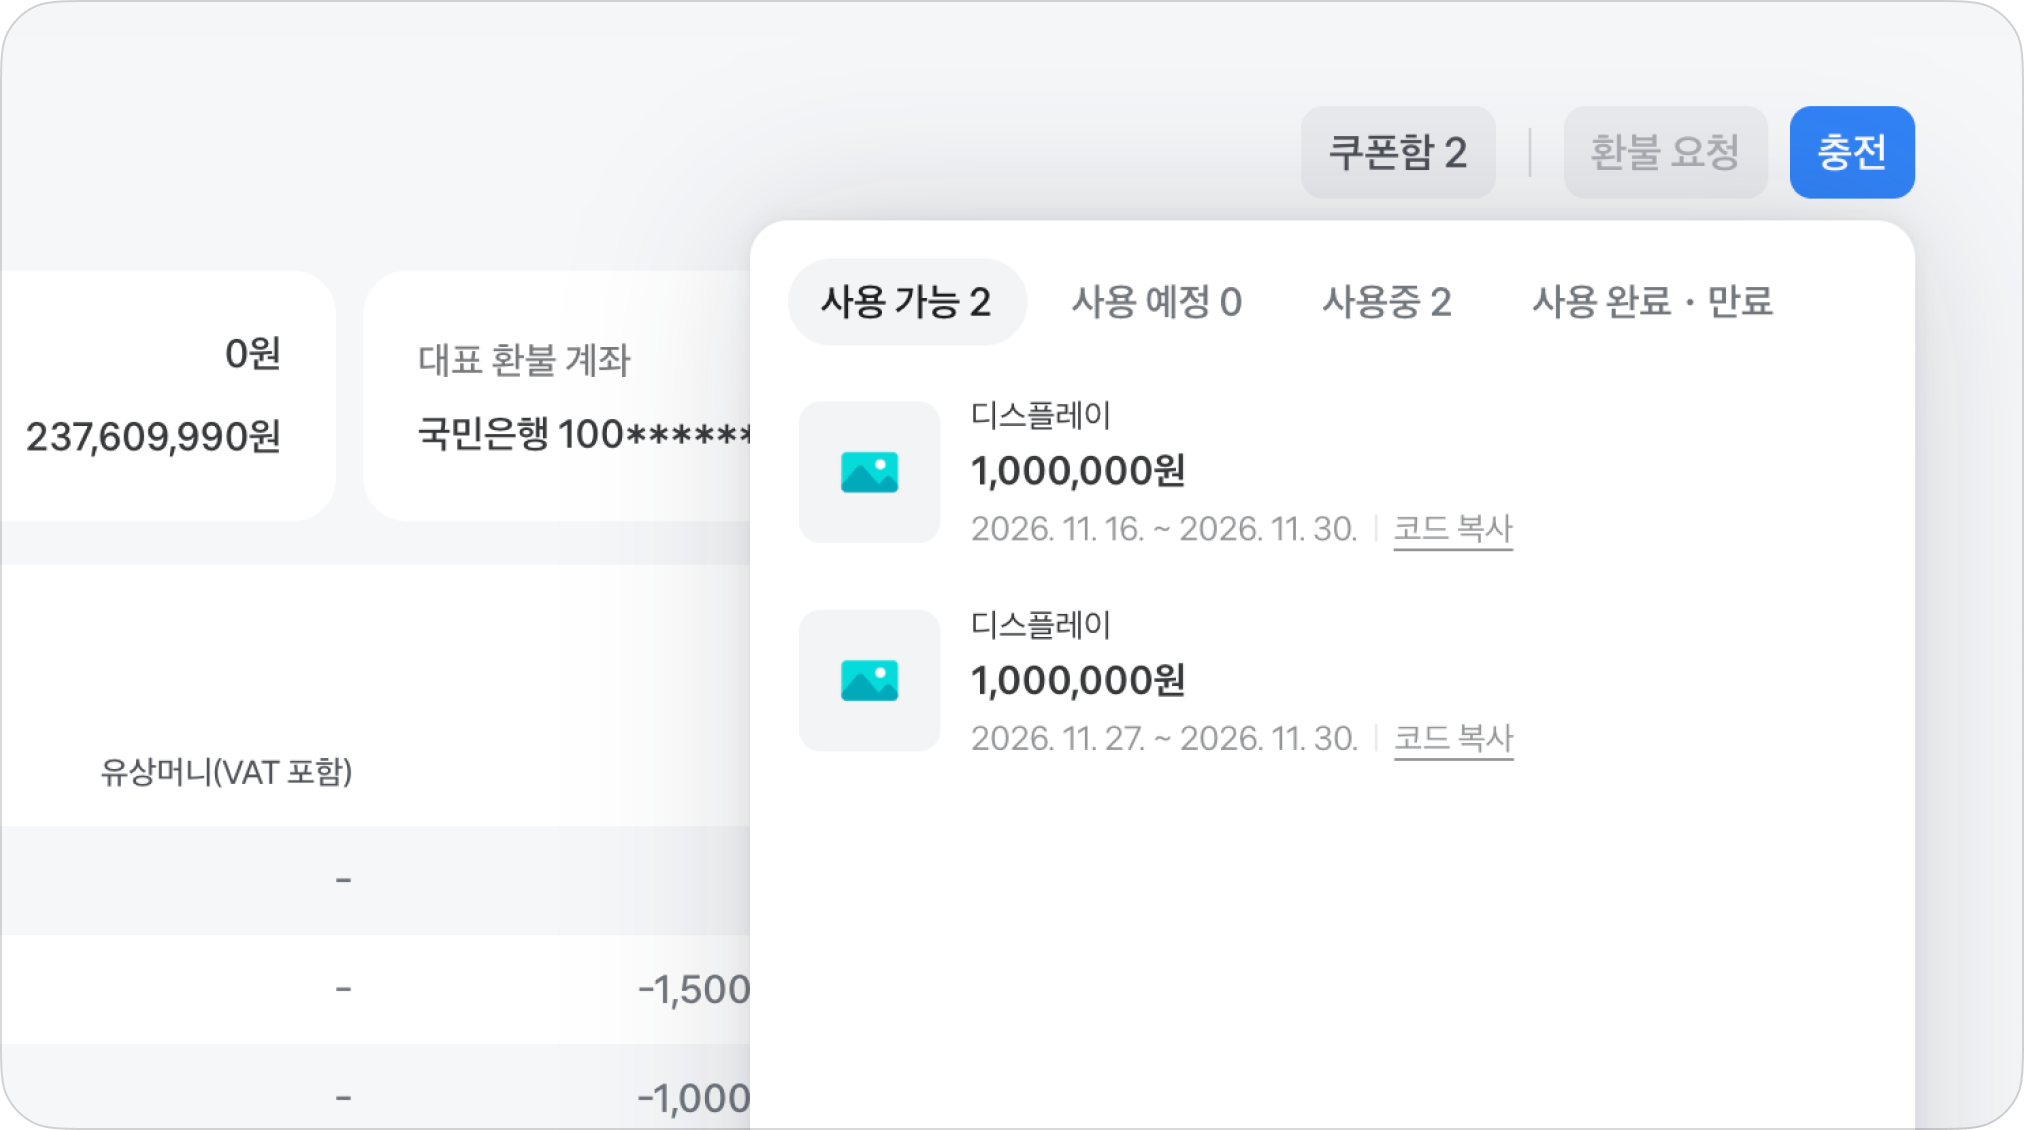 쿠폰함 2
환불 요청
충전
0원
237,609,990원
대표 환불 계좌
국민은행 100******
유상머니(VAT 포함)
-
-
-1,500
-
-1,000
사용 가능 2
사용 예정 0
사용중 2
사용 완료 · 만료
디스플레이
1,000,000원
2026. 11. 16. ~ 2026. 11. 30.
코드 복사
디스플레이
1,000,000원
2026. 11. 27. ~ 2026. 11. 30.
코드 복사